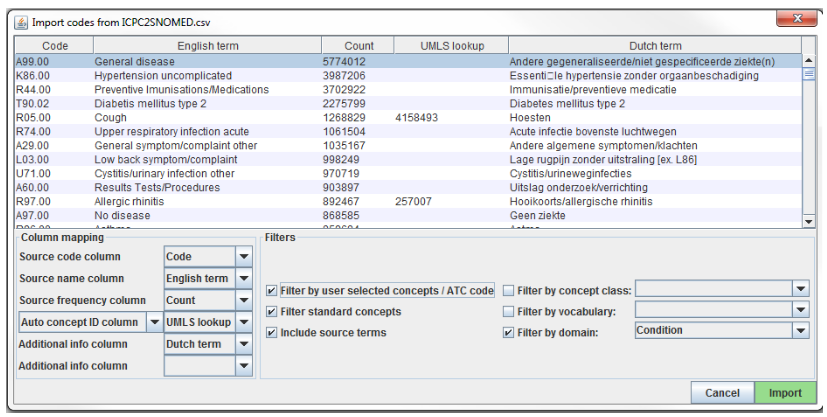 Import codes from ICPC2SNOMED.csv
Code English term Count UMLS lookup Dutch term
A99.00 General disease 5774012 Andere gegeneraliseerde/niet gespecificeerde ziekte(n)
K86.00 Hypertension uncomplicated 3987206 Essenti□le hypertensie zonder orgaanbeschadiging
R44.00 Preventive Imunisations/Medications 3702922 Immunisatie/preventieve medicatie
T90.02 Diabetis mellitus type 2 2275799 Diabetes mellitus type 2
R05.00 Cough 1268829 4158493 Hoesten
R74.00 Upper respiratory infection acute 1061504 Acute infectie bovenste luchtwegen
A29.00 General symptom/complaint other 1035167 Andere algemene symptomen/klachten
L03.00 Low back symptom/complaint 998249 Lage rugpijn zonder uitstraling [ex. L86]
U71.00 Cystitis/urinary infection other 970719 Cystitis/urineweginfecties
A60.00 Results Tests/Procedures 903897 Uitslag onderzoek/verrichting
R97.00 Allergic rhinitis 892467 257007 Hooikoorts/allergische rhinitis
A97.00 No disease 868585 Geen ziekte
Column mapping Filters
Source code column Code
Source name column English term
Filter by user selected concepts / ATC code Filter by concept class:
Source frequency column Count
Filter standard concepts Filter by vocabulary:
Auto concept ID column UMLS lookup
Include source terms Filter by domain: Condition
Additional info column Dutch term
Additional info column
Cancel Import